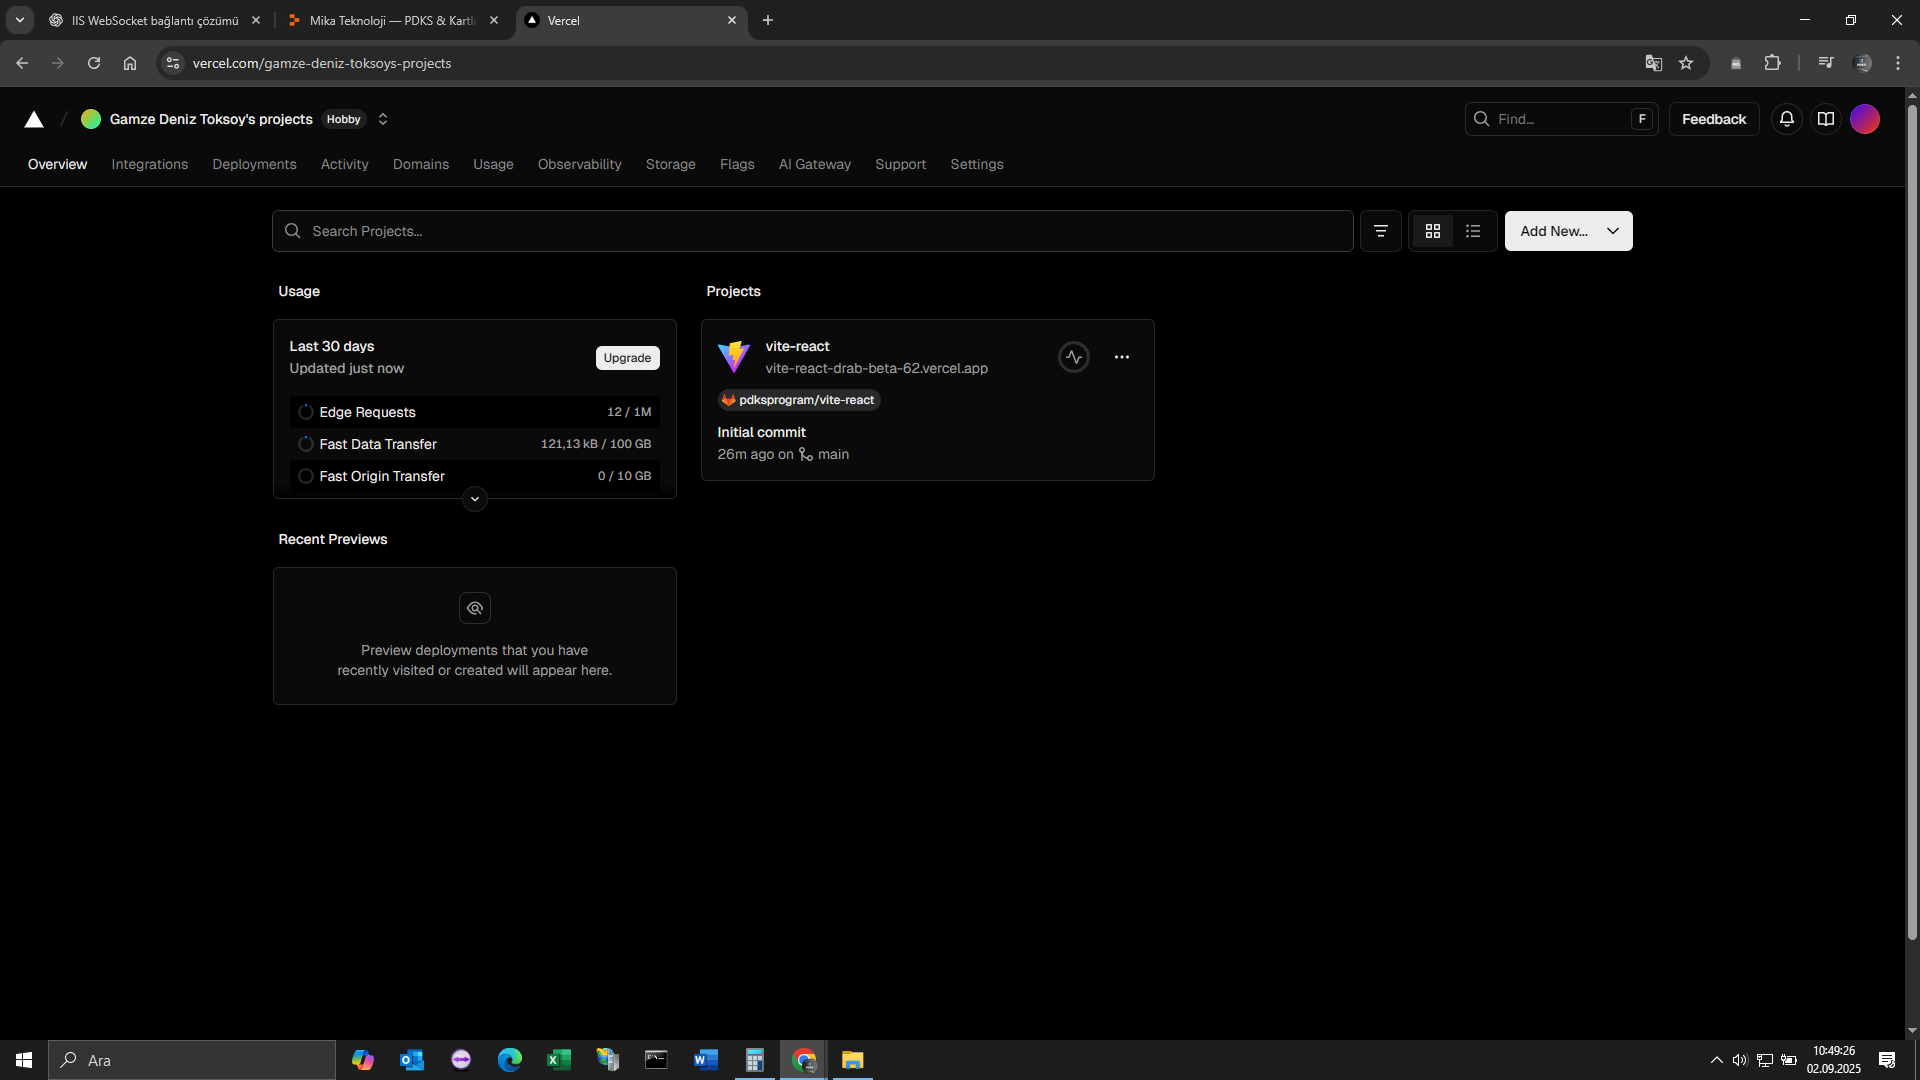 IIS WebSocket bağlantı çözümü
Mika Teknoloji — PDKS & Kartl
Vercel
vercel.com/gamze-deniz-toksoys-projects
Gamze Deniz Toksoy's projects
Hobby
Find...
F
Feedback
Overview
Integrations
Deployments
Activity
Domains
Usage
Observability
Storage
Flags
AI Gateway
Support
Settings
Search Projects...
Add New...
Usage
Projects
Last 30 days
Updated just now
Upgrade
Edge Requests
12 / 1M
Fast Data Transfer
121,13 kB / 100 GB
Fast Origin Transfer
0 / 10 GB
vite-react
vite-react-drab-beta-62.vercel.app
pdksprogram/vite-react
Initial commit
26m ago on main
Recent Previews
Preview deployments that you have
recently visited or created will appear here.
Ara
10:49:26
02.09.2025